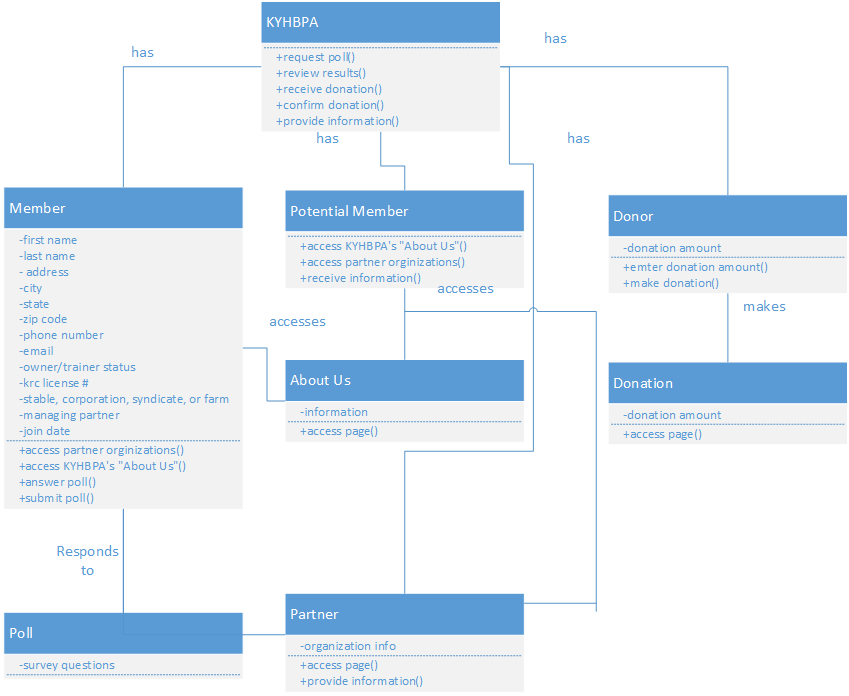 KYHBPA
+request poll()
+review results()
+receive donation()
+confirm donation()
+provide information()
has
has
has
has
Member
-first name
-last name
- address
-city
-state
-zip code
-phone number
-email
-owner/trainer status
-krc license #
-stable, corporation, syndicate, or farm
-managing partner
-join date
+access partner orginizations()
+access KYHBPA's "About Us"()
+answer poll()
+submit poll()
Potential Member
+access KYHBPA's "About Us"()
+access partner orginizations()
+receive information()
accesses
accesses
Donor
-donation amount
+emter donation amount()
+make donation()
makes
About Us
-information
+access page()
Donation
-donation amount
+access page()
Responds
to
Poll
-survey questions
Partner
-organization info
+access page()
+provide information()